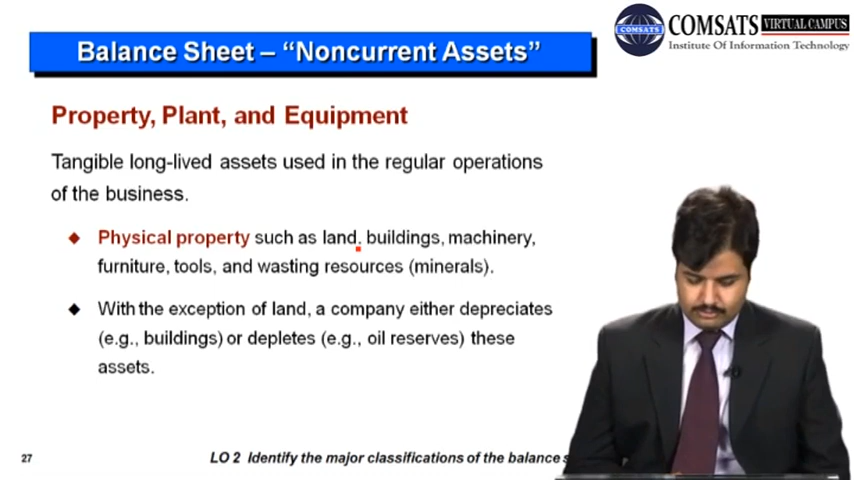 COMSATS VIRTUAL CAMPUS
COMSATS
Institute Of Information Technology
Balance Sheet – “Noncurrent Assets”
Property, Plant, and Equipment
Tangible long-lived assets used in the regular operations
of the business.
Physical property such as land, buildings, machinery,
furniture, tools, and wasting resources (minerals).
With the exception of land, a company either depreciates
(e.g., buildings) or depletes (e.g., oil reserves) these
assets.
27
LO 2 Identify the major classifications of the balance s